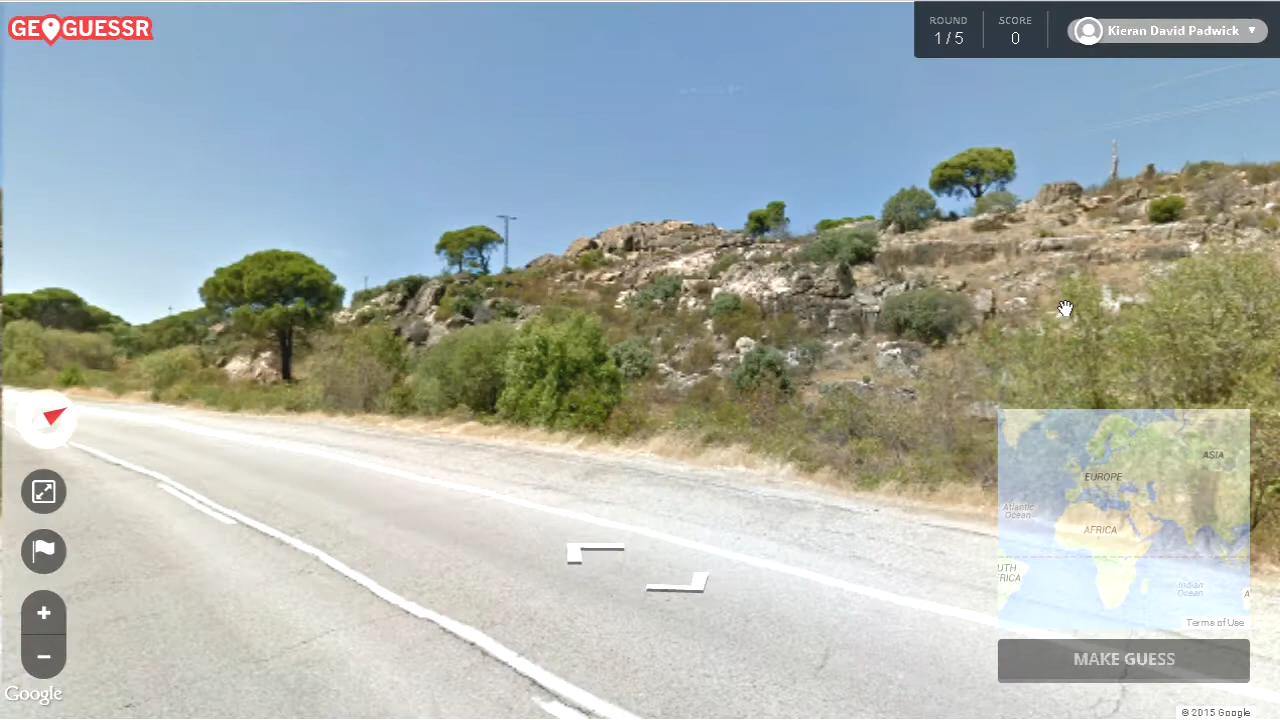 GEOGUESSR
ROUND
1 / 5
SCORE
0
Kieran David Padwick
ASIA
EUROPE
Atlantic
Ocean
AFRICA
UTH
RICA
Indian
Ocean
A
Terms of Use
MAKE GUESS
Google
© 2015 Google